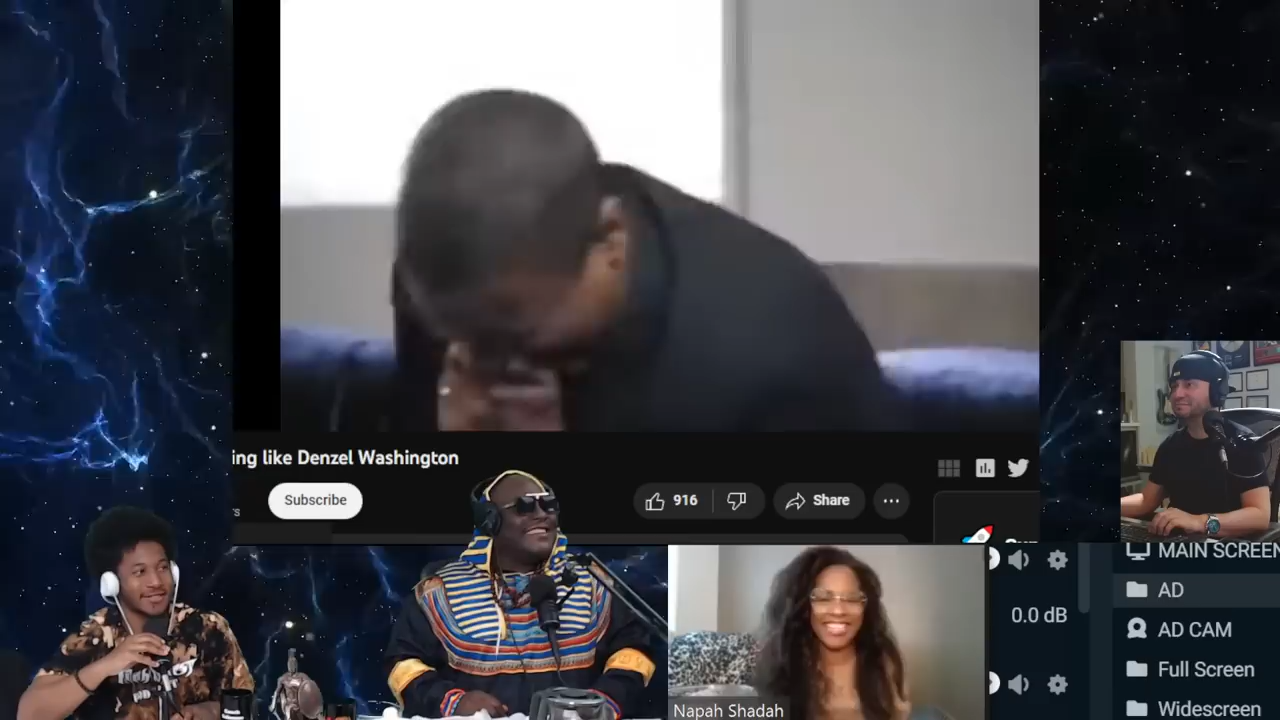 ing like Denzel Washington
Subscribe
916
Share
rs
MAIN SCREEN
AD
0.0 dB
AD CAM
Full Screen
Widescreen
Napah Shadah